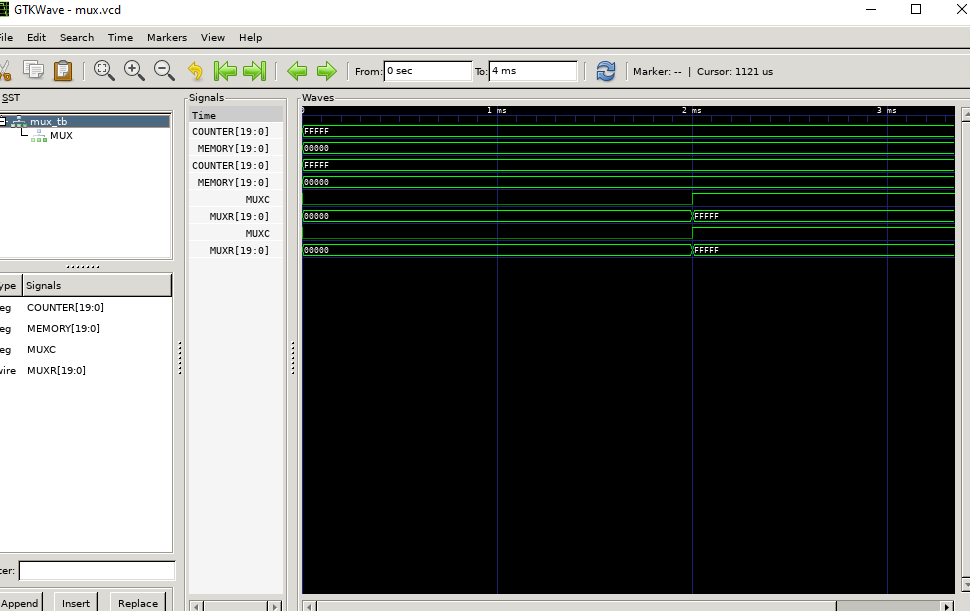 GTKWave - mux.vcd
ile Edit Search Time Markers View Help
From: 0 sec To: 4 ms Marker: -- | Cursor: 1121 us
SST
mux_tb
MUX
ype Signals
eg COUNTER[19:0]
eg MEMORY[19:0]
eg MUXC
wire MUXR[19:0]
ter:
Append Insert Replace
Signals
Time
COUNTER[19:0]
MEMORY[19:0]
COUNTER[19:0]
MEMORY[19:0]
MUXC
MUXR[19:0]
MUXC
MUXR[19:0]
Waves
0 1 ms 2 ms 3 ms
FFFFF
00000
FFFFF
00000
00000 FFFFF
00000 FFFFF